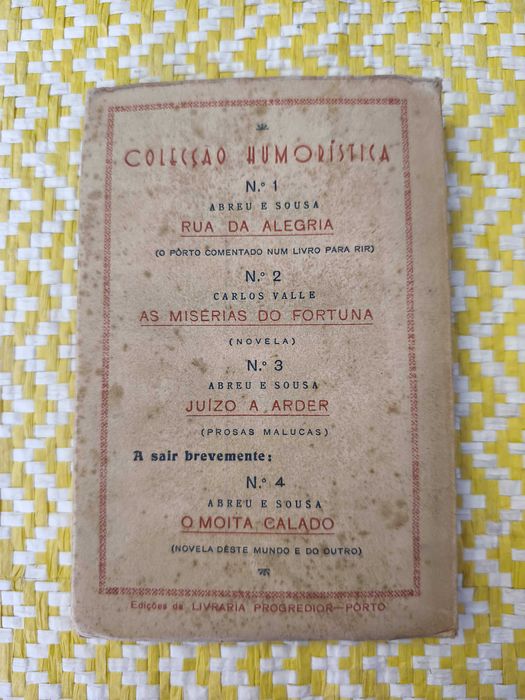 COLECÇÃO HUMORÍSTICA
N.º 1
ABREU E SOUSA
RUA DA ALEGRIA
(O PÔRTO COMENTADO NUM LIVRO PARA RIR)
N.º 2
CARLOS VALLE
AS MISÉRIAS DO FORTUNA
(NOVELA)
N.º 3
ABREU E SOUSA
JUÍZO A ARDER
(PROSAS MALUCAS)
A sair brevemente:
N.º 4
ABREU E SOUSA
O MOITA CALADO
(NOVELA DÊSTE MUNDO E DO OUTRO)
Edições da LIVRARIA PROGREDIOR—PÔRTO